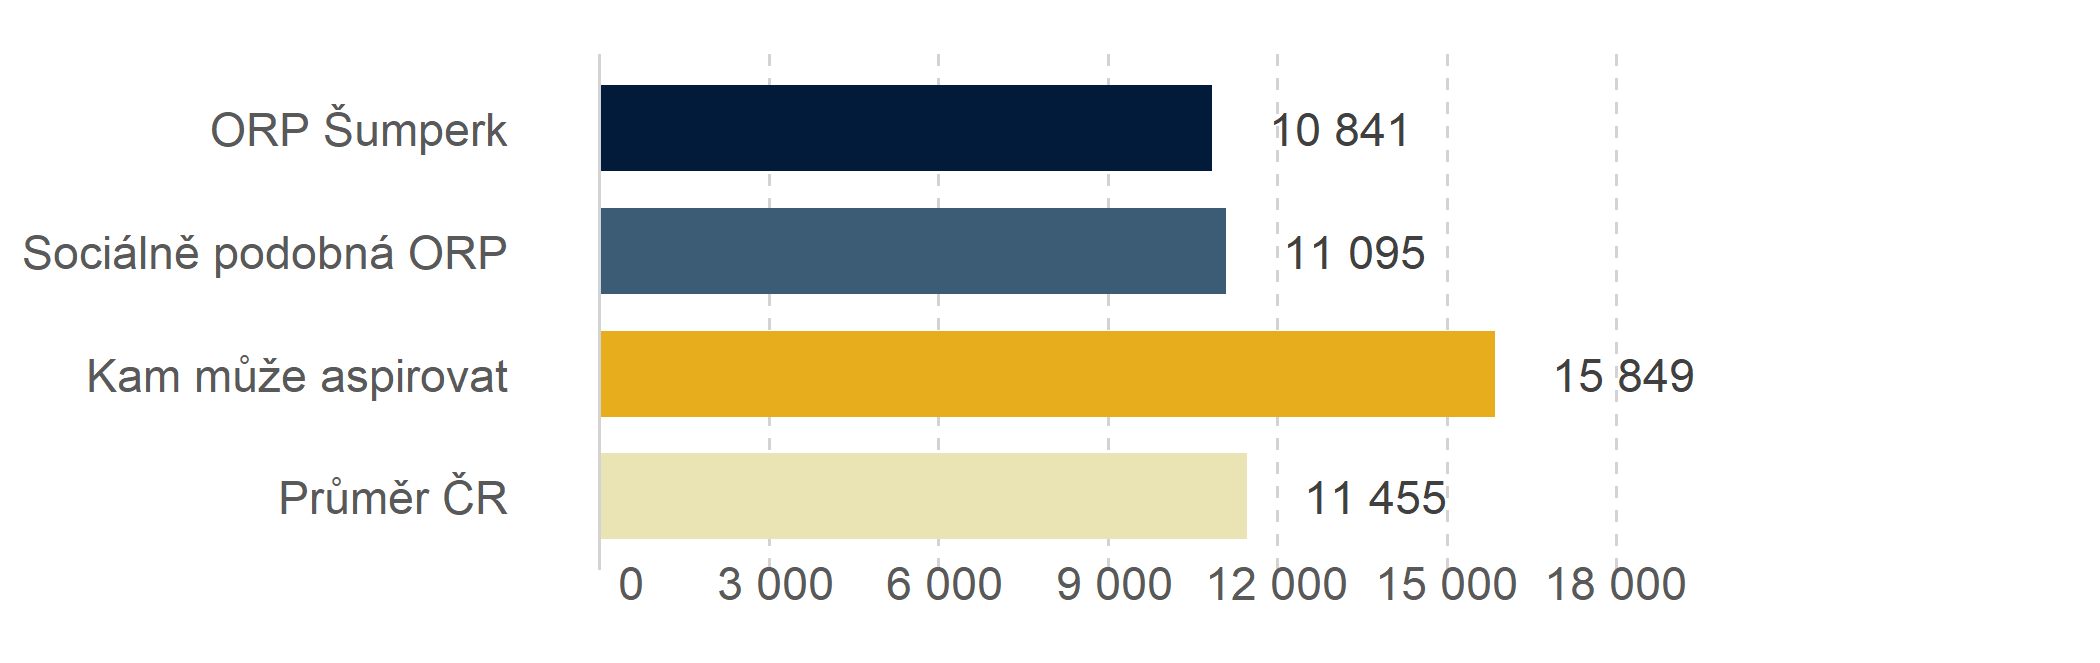 ORP Šumperk
10 841
Sociálně podobná ORP
11 095
Kam může aspirovat
15 849
Průměr ČR
11 455
0 3 000 6 000 9 000 12 000 15 000 18 000